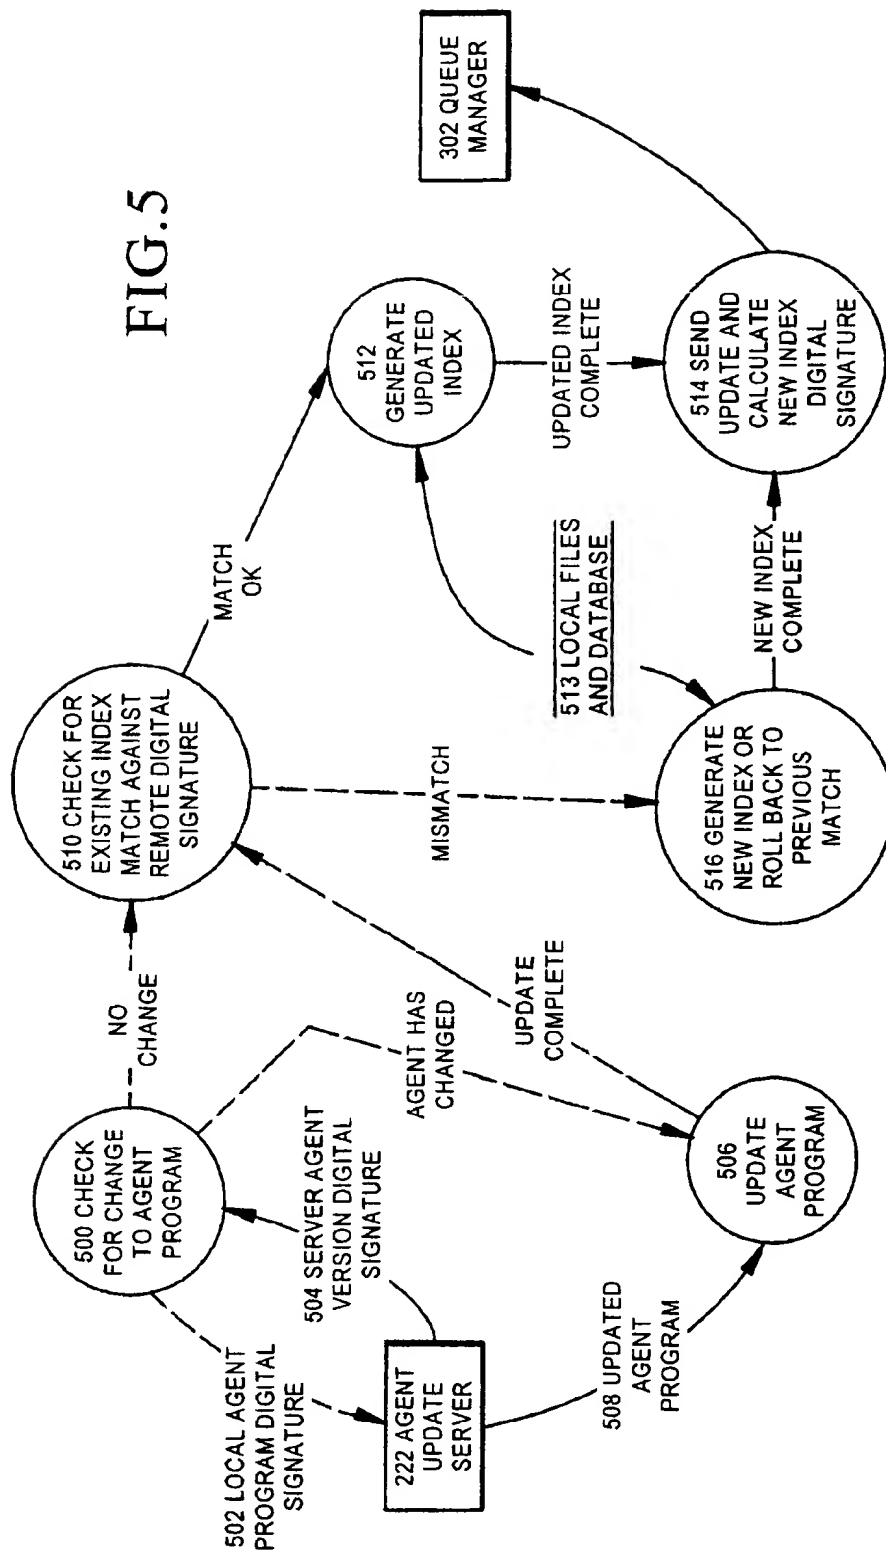 FIG.5
500 CHECK
FOR CHANGE
TO AGENT
PROGRAM
NO
CHANGE
510 CHECK FOR
EXISTING INDEX
MATCH AGAINST
REMOTE DIGITAL
SIGNATURE
MATCH
OK
502 LOCAL AGENT
PROGRAM DIGITAL
SIGNATURE
504 SERVER AGENT
VERSION DIGITAL
SIGNATURE
AGENT HAS
CHANGED
UPDATE
COMPLETE
MISMATCH
512
GENERATE
UPDATED
INDEX
302 QUEUE
MANAGER
222 AGENT
UPDATE
SERVER
508 UPDATED
AGENT
PROGRAM
506
UPDATE
AGENT
PROGRAM
513 LOCAL FILES
AND DATABASE
UPDATED INDEX
COMPLETE
516 GENERATE
NEW INDEX OR
ROLL BACK TO
PREVIOUS
MATCH
NEW INDEX
COMPLETE
514 SEND
UPDATE AND
CALCULATE
NEW INDEX
DIGITAL
SIGNATURE